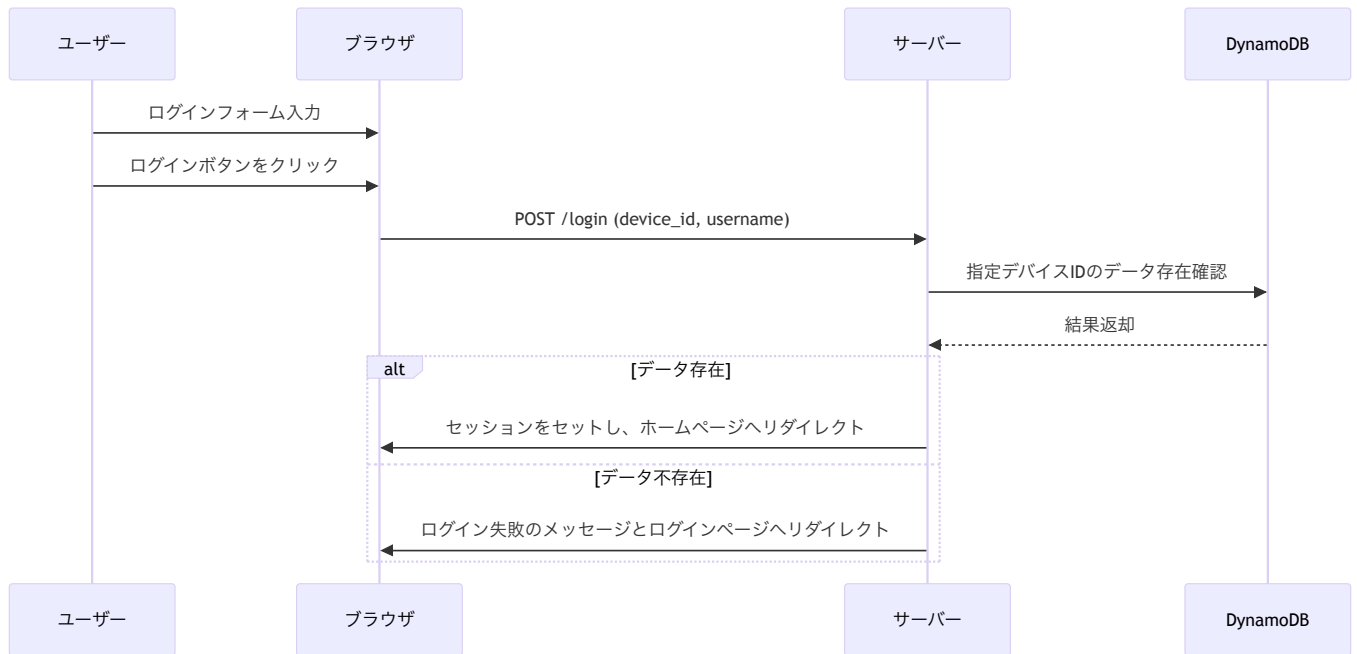 ユーザー
ブラウザ
サーバー
DynamoDB
ログインフォーム入力
ログインボタンをクリック
POST /login (device_id, username)
指定デバイスIDのデータ存在確認
結果返却
alt
[データ存在]
セッションをセットし、ホームページへリダイレクト
[データ不存在]
ログイン失敗のメッセージとログインページへリダイレクト
ユーザー
ブラウザ
サーバー
DynamoDB